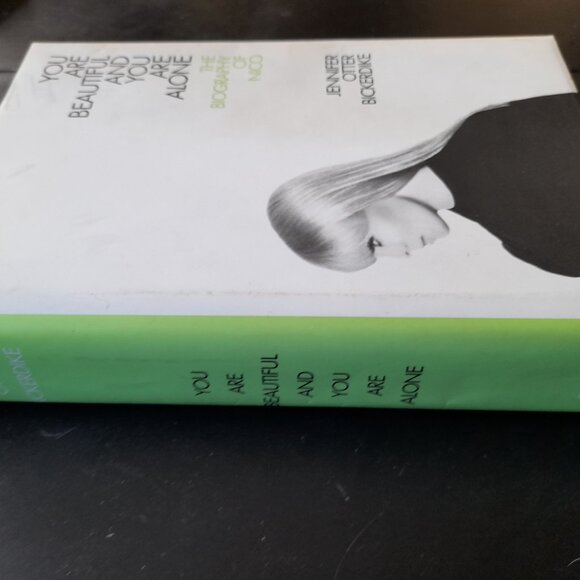 YOU
ARE
BEAUTIFUL
AND
YOU
ARE
ALONE
THE
BIOGRAPHY
OF
NICO
JENNIFER
OTTER
BICKERDIKE
YOU
ARE
BEAUTIFUL
AND
YOU
ARE
ALONE